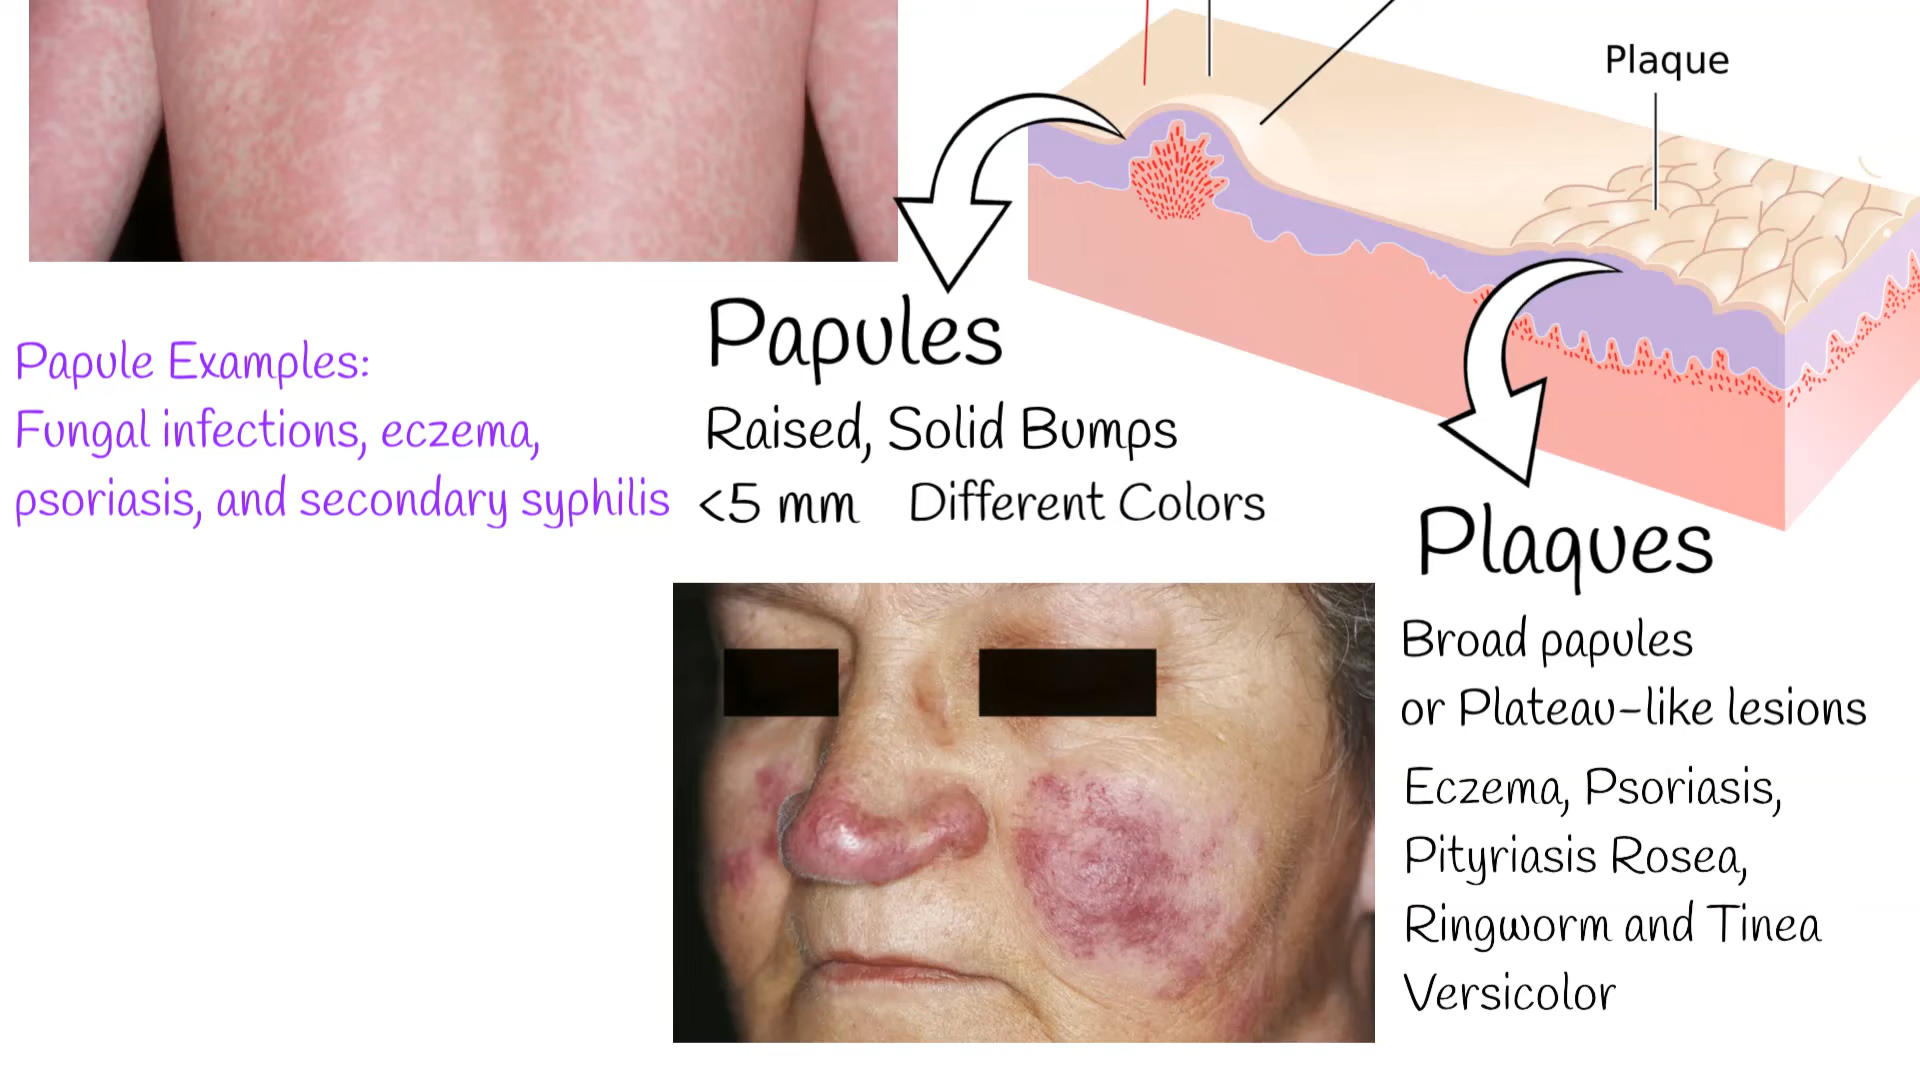 Plaque
Papules
Raised, Solid Bumps
<5 mm Different Colors
Papule Examples:
Fungal infections, eczema,
psoriasis, and secondary syphilis
Plaques
Broad papules
or Plateau-like lesions
Eczema, Psoriasis,
Pityriasis Rosea,
Ringworm and Tinea
Versicolor